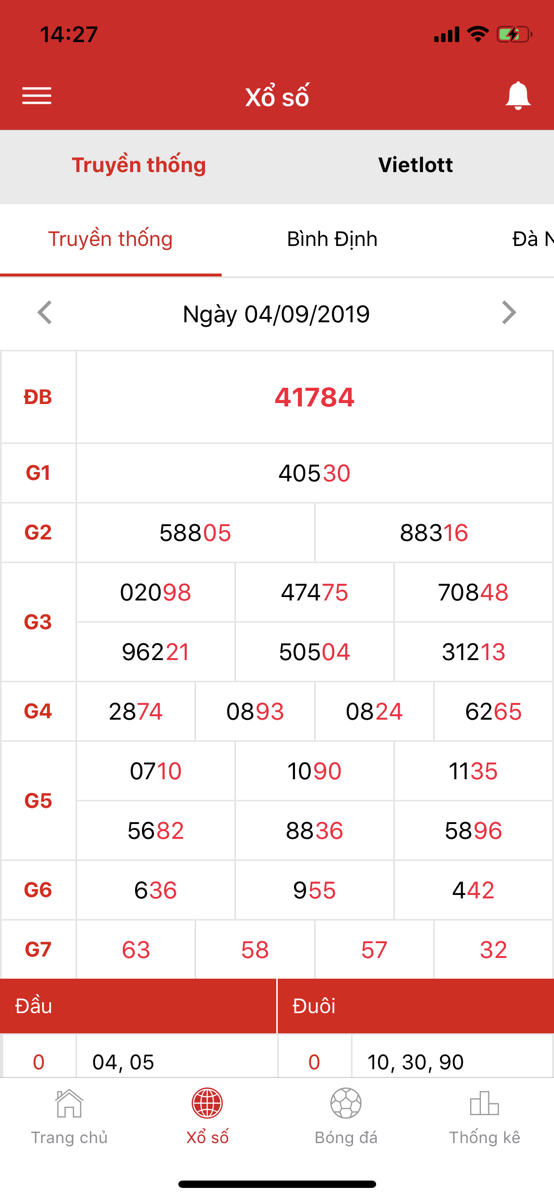 14:27
Xổ số
Truyền thống Vietlott
Truyền thống Bình Định Đà N
Ngày 04/09/2019
ĐB 41784
G1 40530
G2 58805 88316
G3 02098 47475 70848
96221 50504 31213
G4 2874 0893 0824 6265
G5 0710 1090 1135
5682 8836 5896
G6 636 955 442
G7 63 58 57 32
Đầu Đuôi
0 04, 05 0 10, 30, 90
Trang chủ Xổ số Bóng đá Thống kê